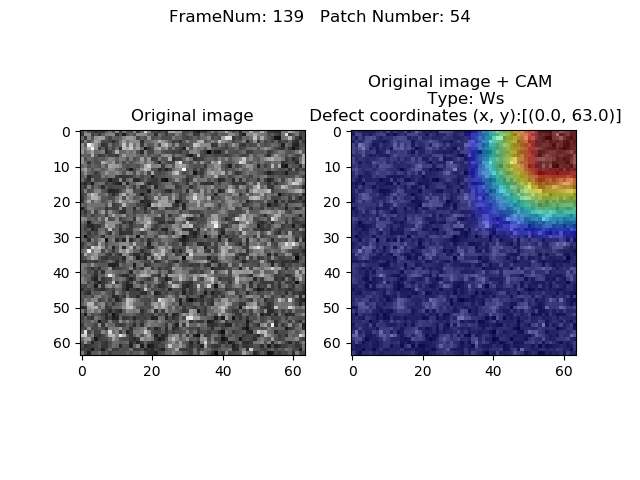 FrameNum: 139   Patch Number: 54
Original image
Original image + CAM
Type: Ws
Defect coordinates (x, y):[(0.0, 63.0)]
0
10
20
30
40
50
60
0 20 40 60
0
10
20
30
40
50
60
0 20 40 60